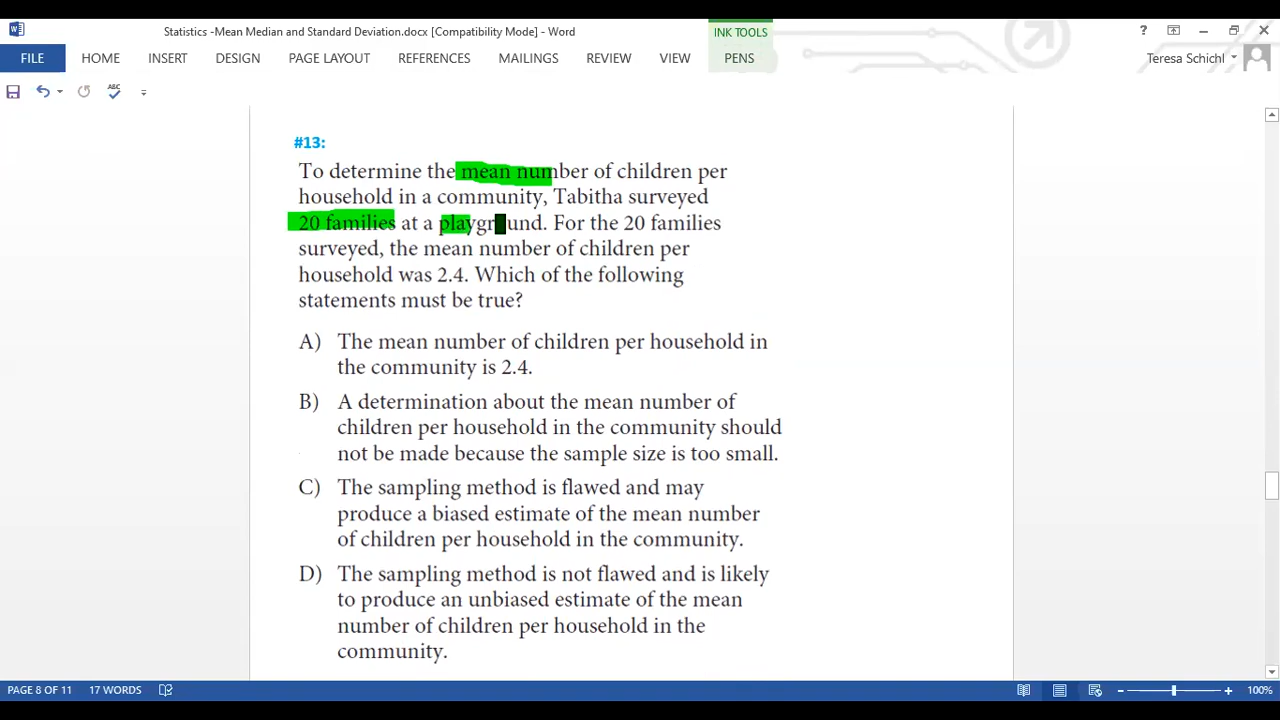 Statistics -Mean Median and Standard Deviation.docx [Compatibility Mode] - Word
INK TOOLS
?
FILE HOME INSERT DESIGN PAGE LAYOUT REFERENCES MAILINGS REVIEW VIEW PENS
Teresa Schichl
ABC
#13:
To determine the mean number of children per
household in a community, Tabitha surveyed
20 families at a playground. For the 20 families
surveyed, the mean number of children per
household was 2.4. Which of the following
statements must be true?
A) The mean number of children per household in
the community is 2.4.
B) A determination about the mean number of
children per household in the community should
not be made because the sample size is too small.
C) The sampling method is flawed and may
produce a biased estimate of the mean number
of children per household in the community.
D) The sampling method is not flawed and is likely
to produce an unbiased estimate of the mean
number of children per household in the
community.
PAGE 8 OF 11 17 WORDS
100%